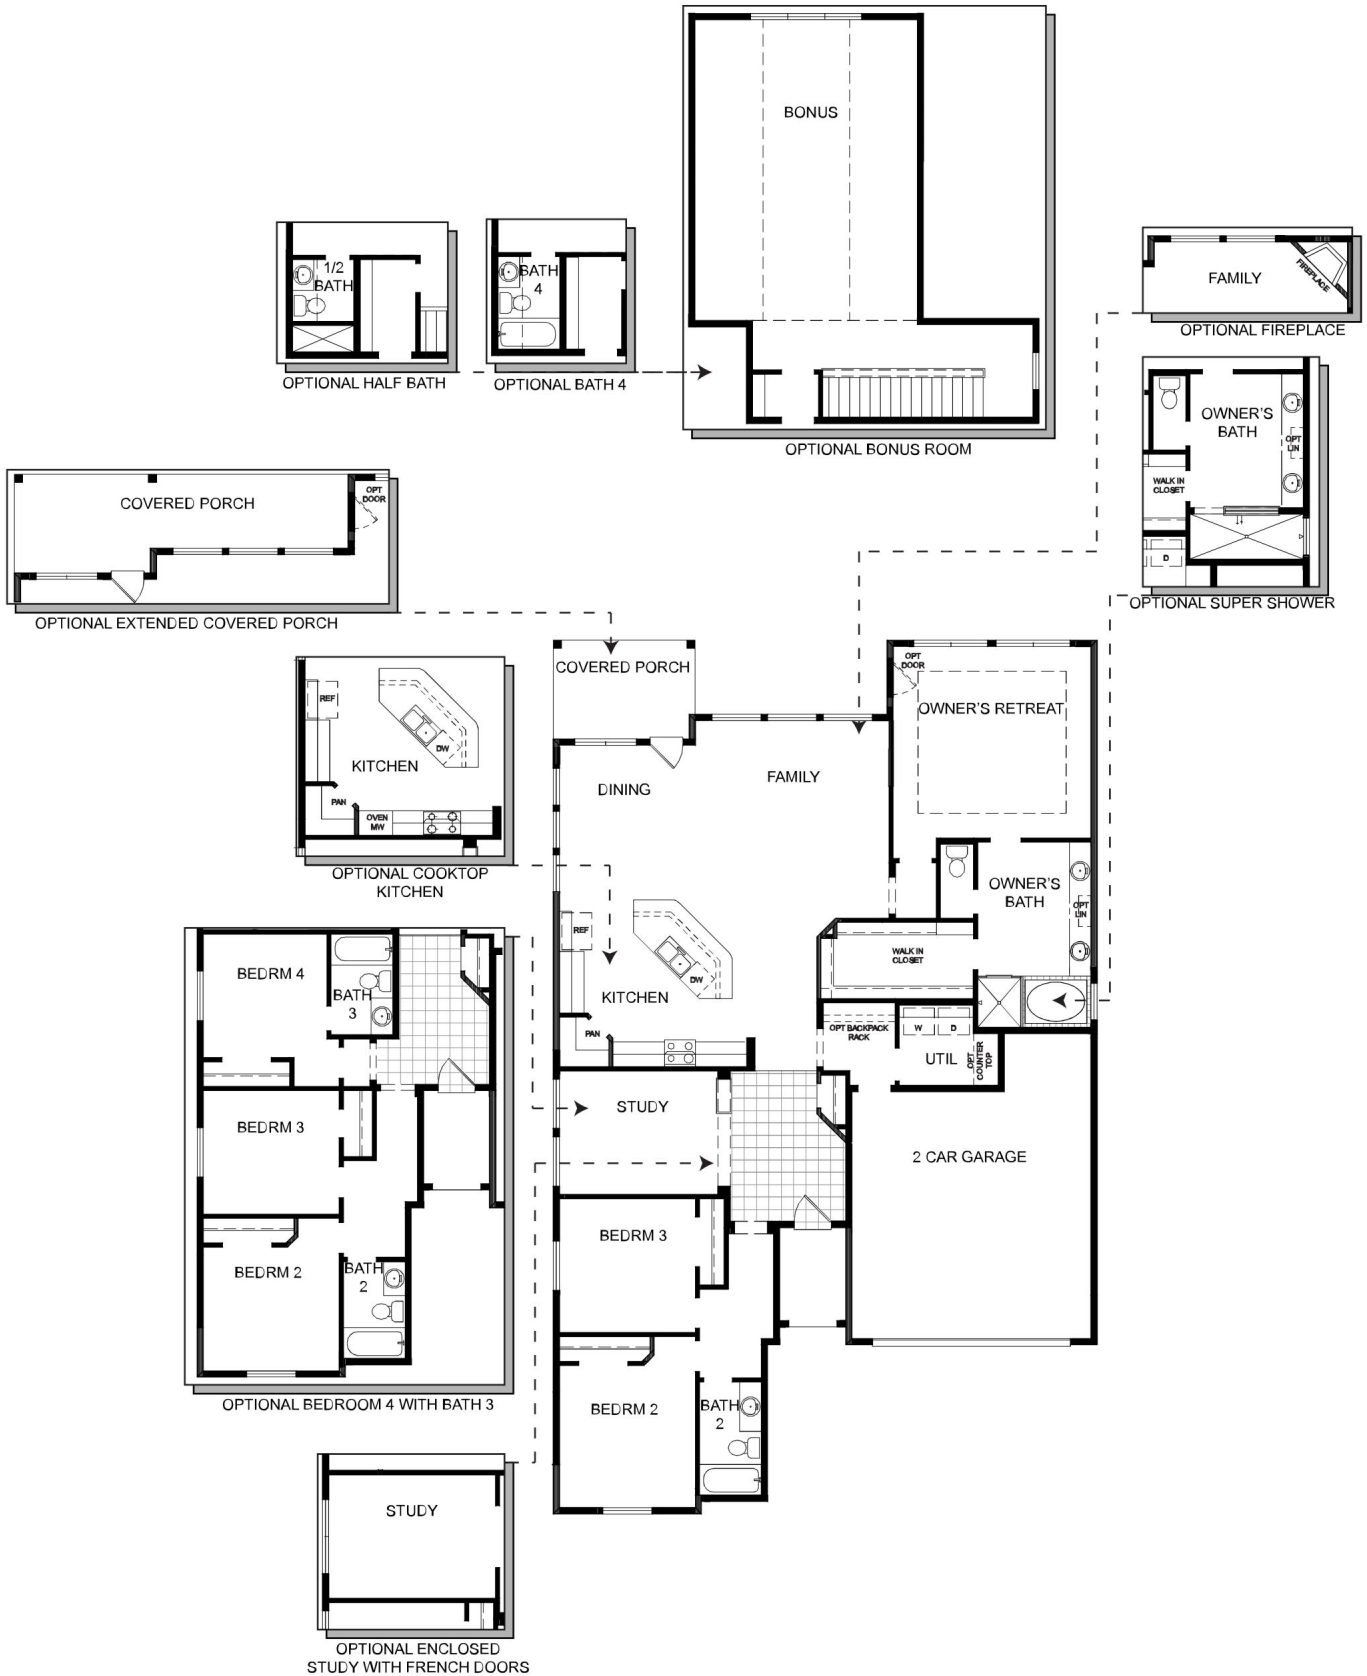 BONUS
1/2
BATH
OPTIONAL HALF BATH
BATH
4
OPTIONAL BATH 4
OPTIONAL BONUS ROOM
FAMILY
FIREPLACE
OPTIONAL FIREPLACE
OWNER'S
BATH
OPT
LIN
WALK IN
CLOSET
D
OPTIONAL SUPER SHOWER
COVERED PORCH
OPT
DOOR
OPTIONAL EXTENDED COVERED PORCH
REF
DW
KITCHEN
PAN
OVEN
MW
OPTIONAL COOKTOP
KITCHEN
COVERED PORCH
OPT
DOOR
OWNER'S RETREAT
DINING
FAMILY
OWNER'S
BATH
OPT
LIN
REF
WALK IN
CLOSET
DW
KITCHEN
PAN
OPT BACKPACK
RACK
W
D
UTIL
OPT
COUNTER
TOP
STUDY
2 CAR GARAGE
BEDRM 3
BEDRM 2
BATH
2
BEDRM 4
BATH
3
BEDRM 3
BEDRM 2
BATH
2
OPTIONAL BEDROOM 4 WITH BATH 3
STUDY
OPTIONAL ENCLOSED
STUDY WITH FRENCH DOORS